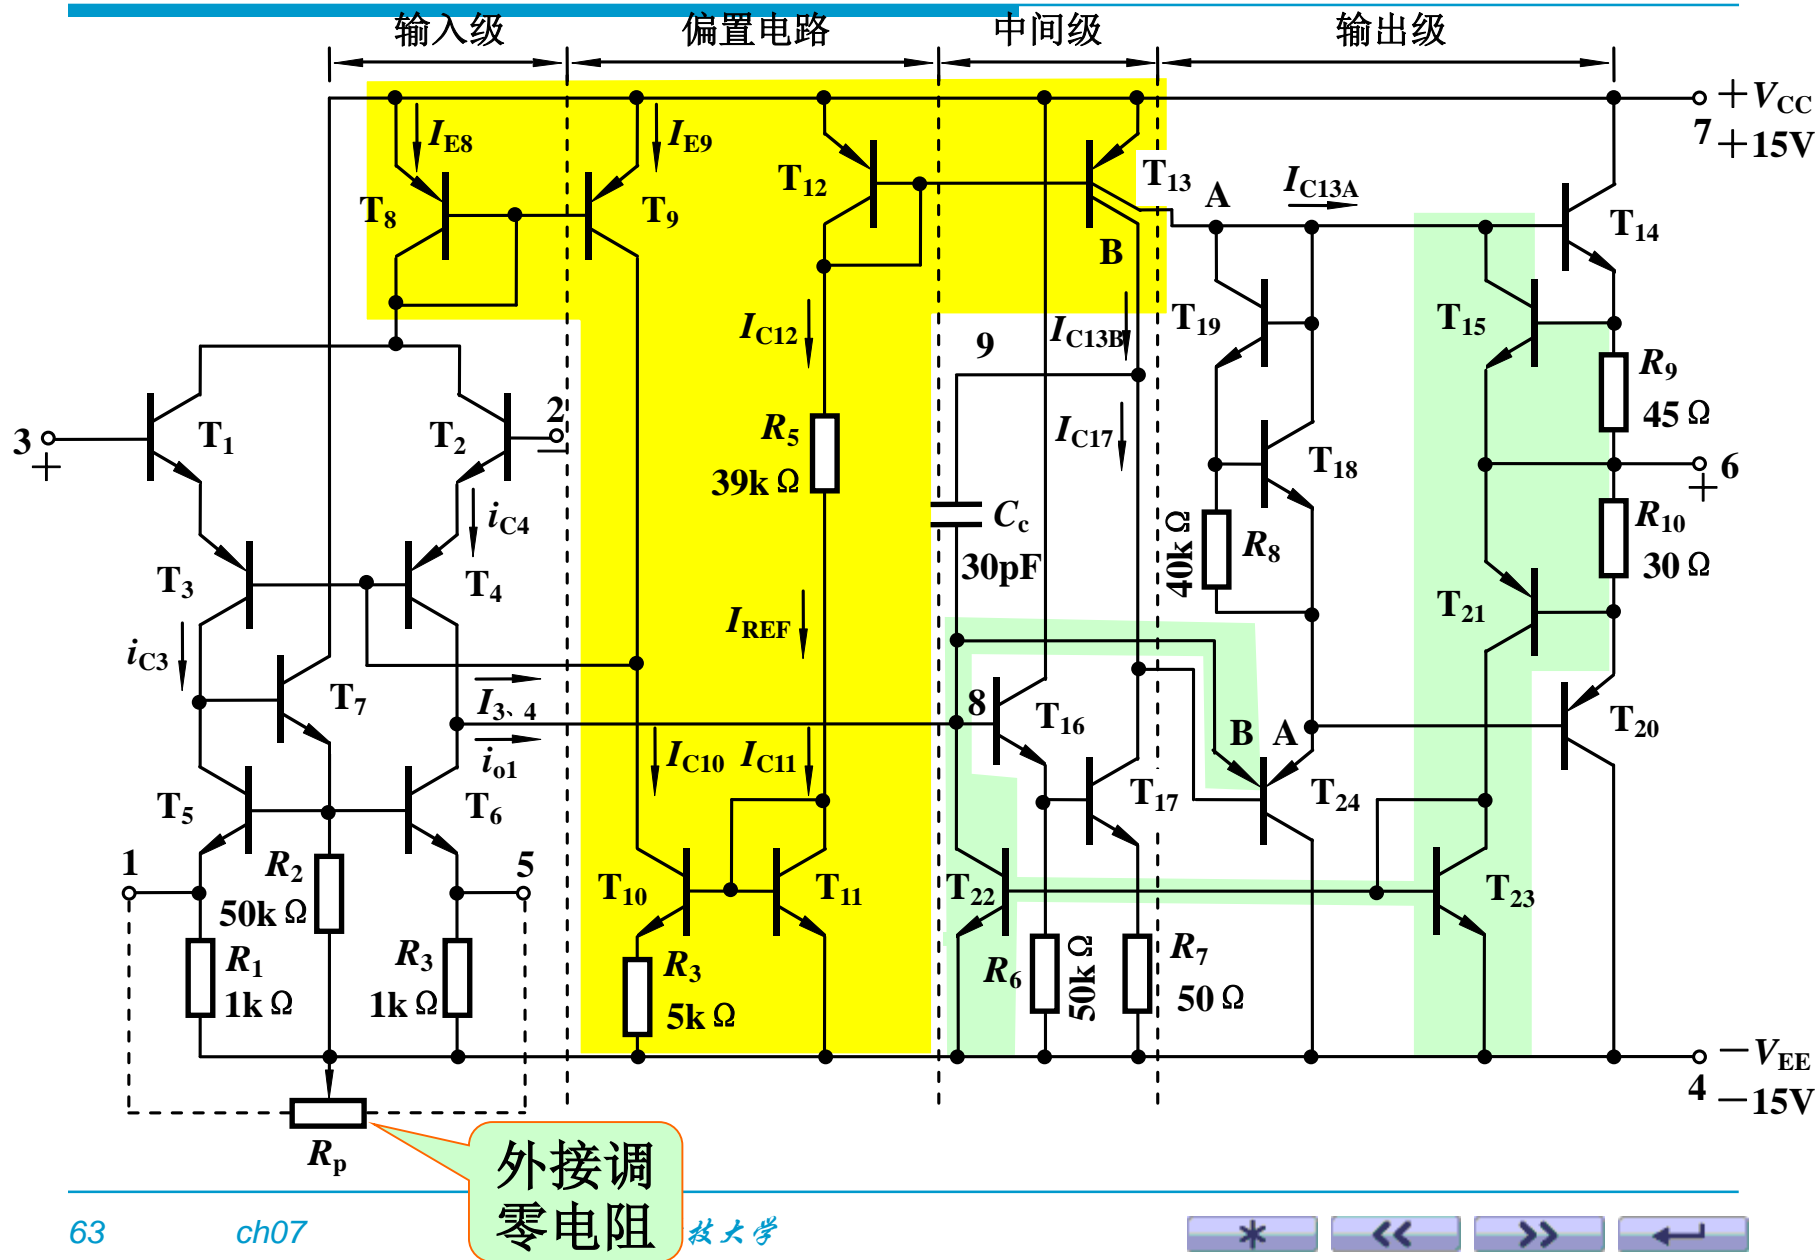 输入级 偏置电路 中间级 输出级
＋VCC
7 ＋15V
IE8 IE9
T8 T9 T12 T13
A IC13A
T14
B
IC12 IC13B
T19 T15
9
R9
45Ω
3
＋
T1 T2
2
－
R5
39kΩ
IC17
T18
6
＋
iC4
Cc
30pF
40kΩ
R8
R10
30Ω
T3 T4
T21
iC3
IREF
T7
I3、4
io1
8
T16
B A
T20
IC10 IC11
T5 T6
T17 T24
1
R2
50kΩ
5
T10 T11 T22 T23
R1
1kΩ
R3
1kΩ
R3
5kΩ
R6
50kΩ
R7
50Ω
－VEE
4 －15V
Rp
外接调
零电阻
63 ch07 技大学